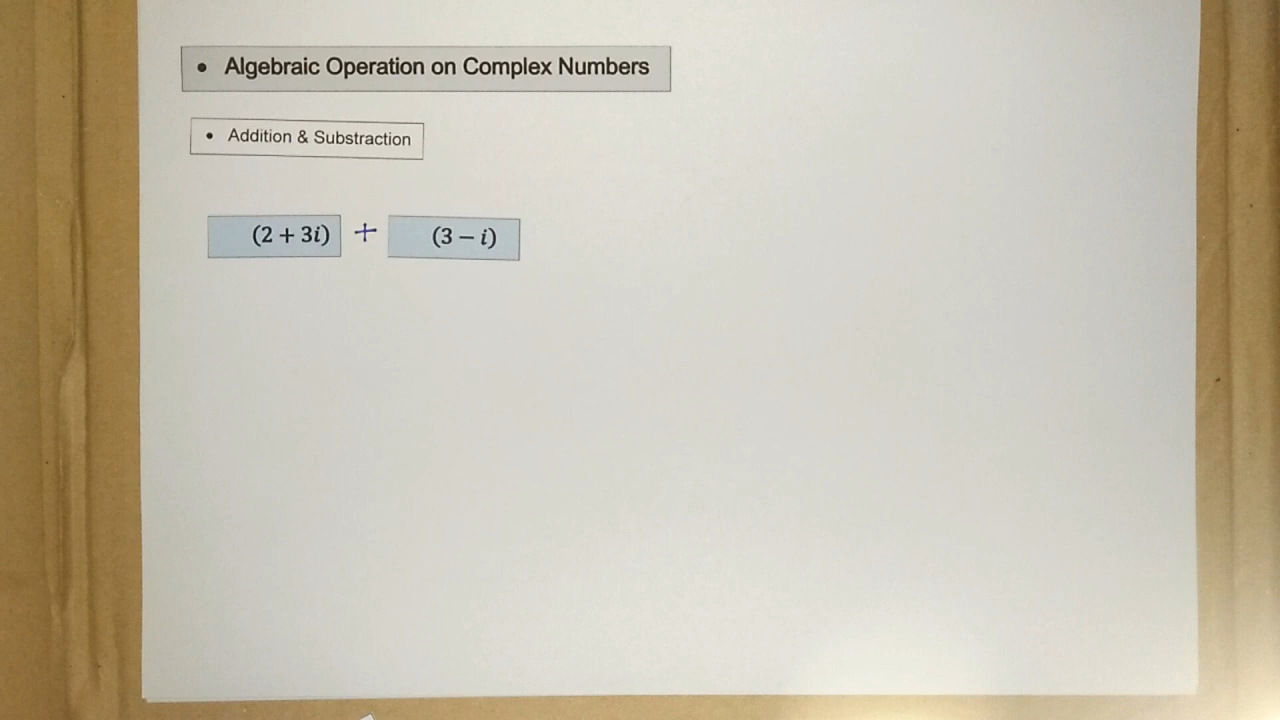 • Algebraic Operation on Complex Numbers
• Addition & Substraction
(2 + 3i) + (3 − i)